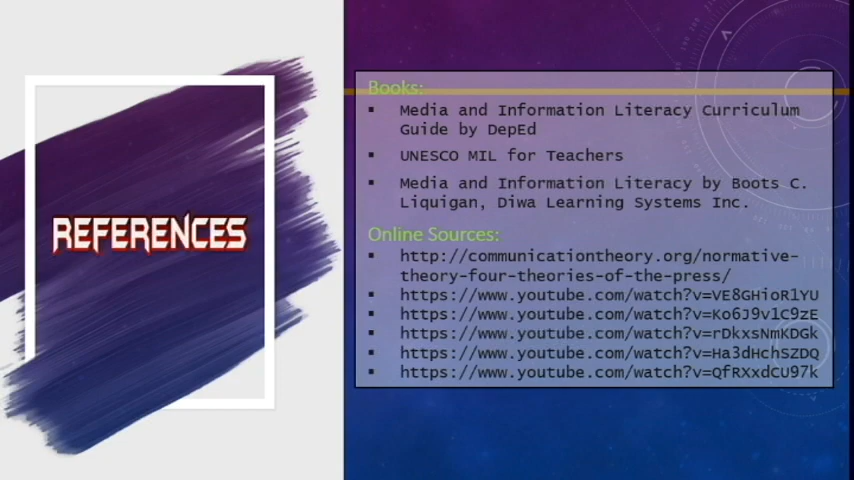 REFERENCES
Books:
▪ Media and Information Literacy Curriculum
Guide by DepEd
▪ UNESCO MIL for Teachers
▪ Media and Information Literacy by Boots C.
Liquigan, Diwa Learning Systems Inc.
Online Sources:
▪ http://communicationtheory.org/normative-
theory-four-theories-of-the-press/
▪ https://www.youtube.com/watch?v=VE8GHioR1YU
▪ https://www.youtube.com/watch?v=Ko6J9v1C9zE
▪ https://www.youtube.com/watch?v=rDkxsNmKDGk
▪ https://www.youtube.com/watch?v=Ha3dHchSZDQ
▪ https://www.youtube.com/watch?v=QfRXxdCU97k